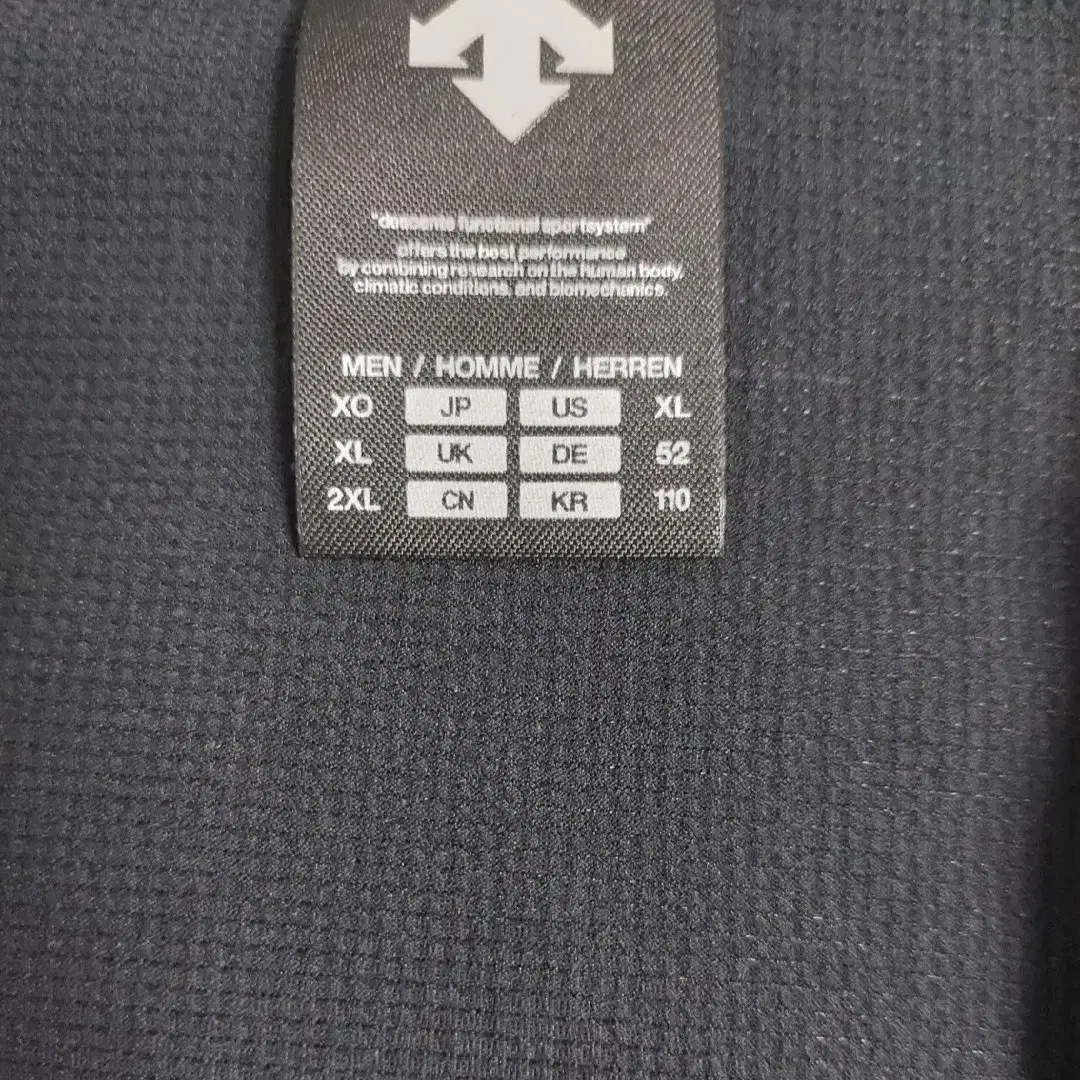 "descente functional sportsystem"
offers the best performance
by combining research on the human body,
climatic conditions, and biomechanics.
MEN / HOMME / HERREN
XO JP US XL
XL UK DE 52
2XL CN KR 110